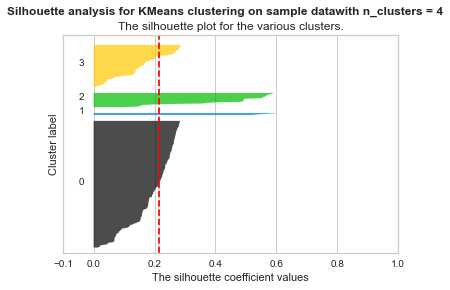 Silhouette analysis for KMeans clustering on sample datawith n_clusters = 4
The silhouette plot for the various clusters.
3
2
1
0
Cluster label
-0.1 0.0 0.2 0.4 0.6 0.8 1.0
The silhouette coefficient values